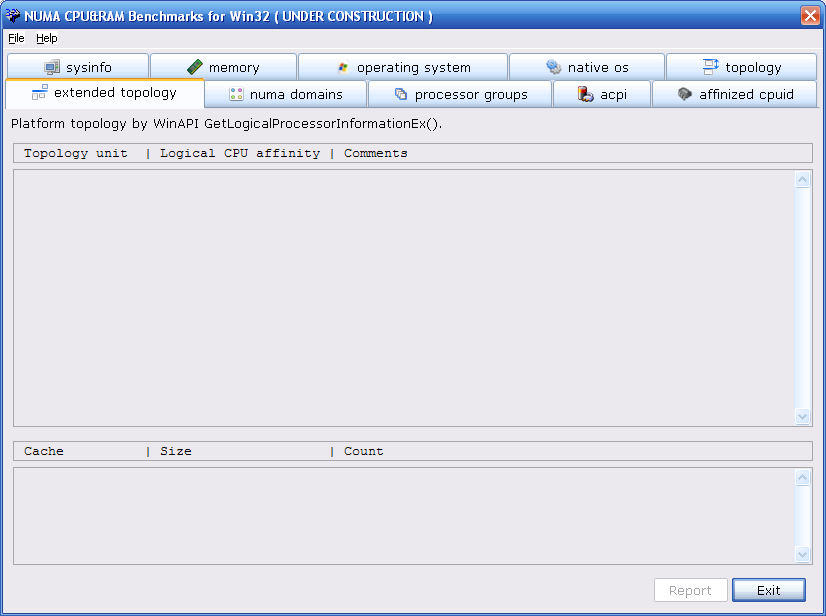 NUMA CPU&RAM Benchmarks for Win32 ( UNDER CONSTRUCTION )
File Help
sysinfo memory operating system native os topology
extended topology numa domains processor groups acpi affinized cpuid
Platform topology by WinAPI GetLogicalProcessorInformationEx().
Topology unit | Logical CPU affinity | Comments
Cache | Size | Count
Report Exit